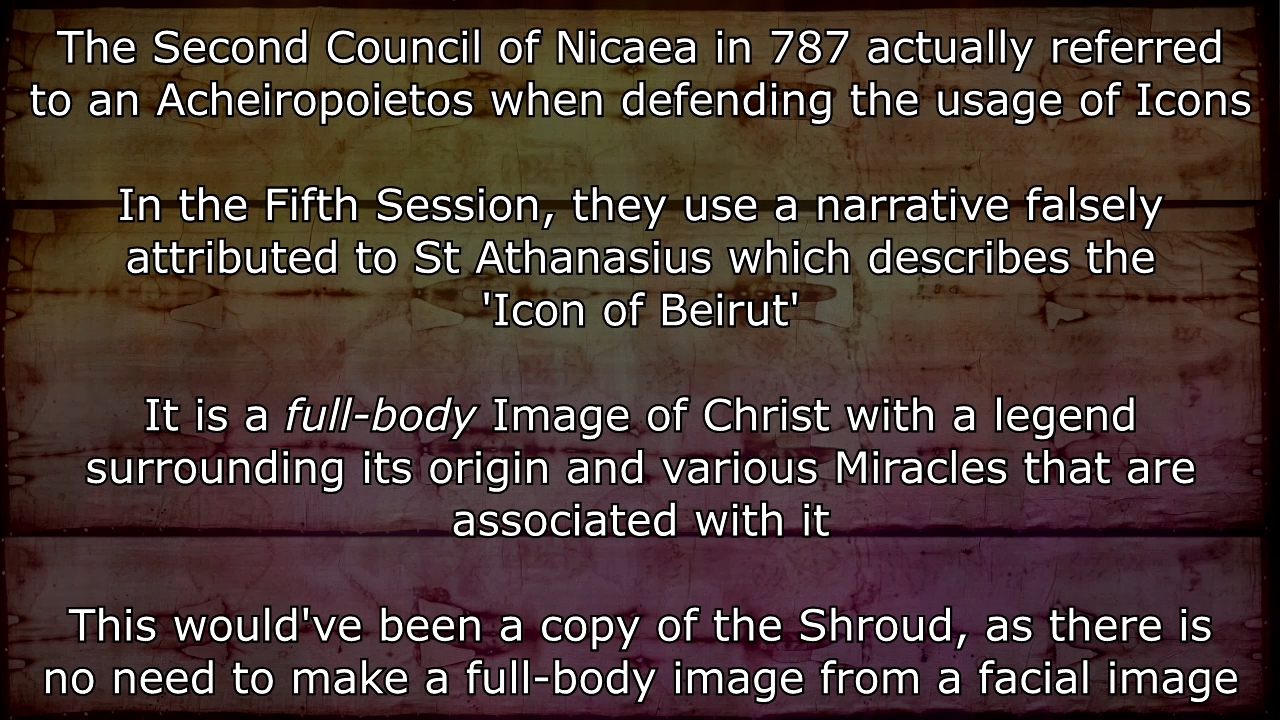 The Second Council of Nicaea in 787 actually referred
to an Acheiropoietos when defending the usage of Icons
In the Fifth Session, they use a narrative falsely
attributed to St Athanasius which describes the
'Icon of Beirut'
It is a full-body Image of Christ with a legend
surrounding its origin and various Miracles that are
associated with it
This would've been a copy of the Shroud, as there is
no need to make a full-body image from a facial image